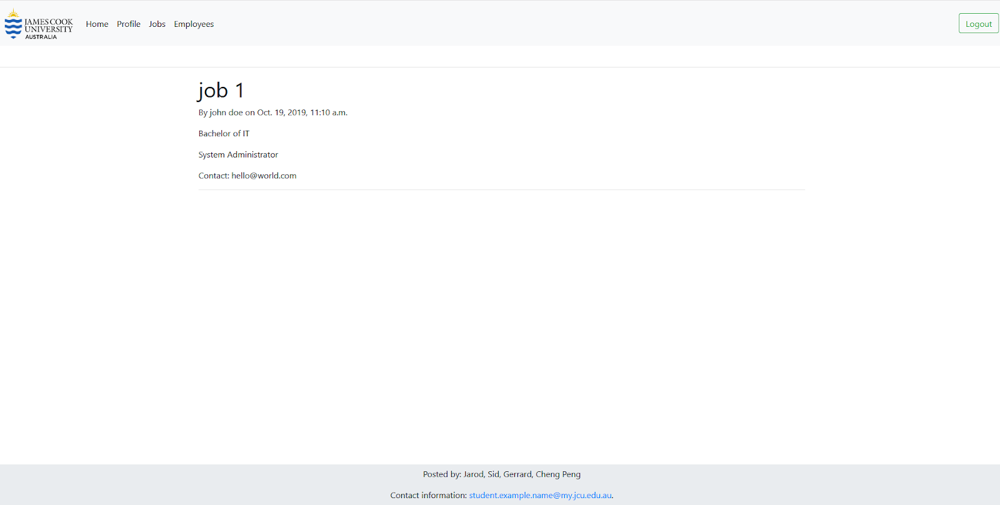 JAMES COOK
UNIVERSITY
AUSTRALIA
Home Profile Jobs Employees
Logout
job 1
By john doe on Oct. 19, 2019, 11:10 a.m.
Bachelor of IT
System Administrator
Contact: hello@world.com
Posted by: Jarod, Sid, Gerrard, Cheng Peng
Contact information: student.example.name@my.jcu.edu.au.